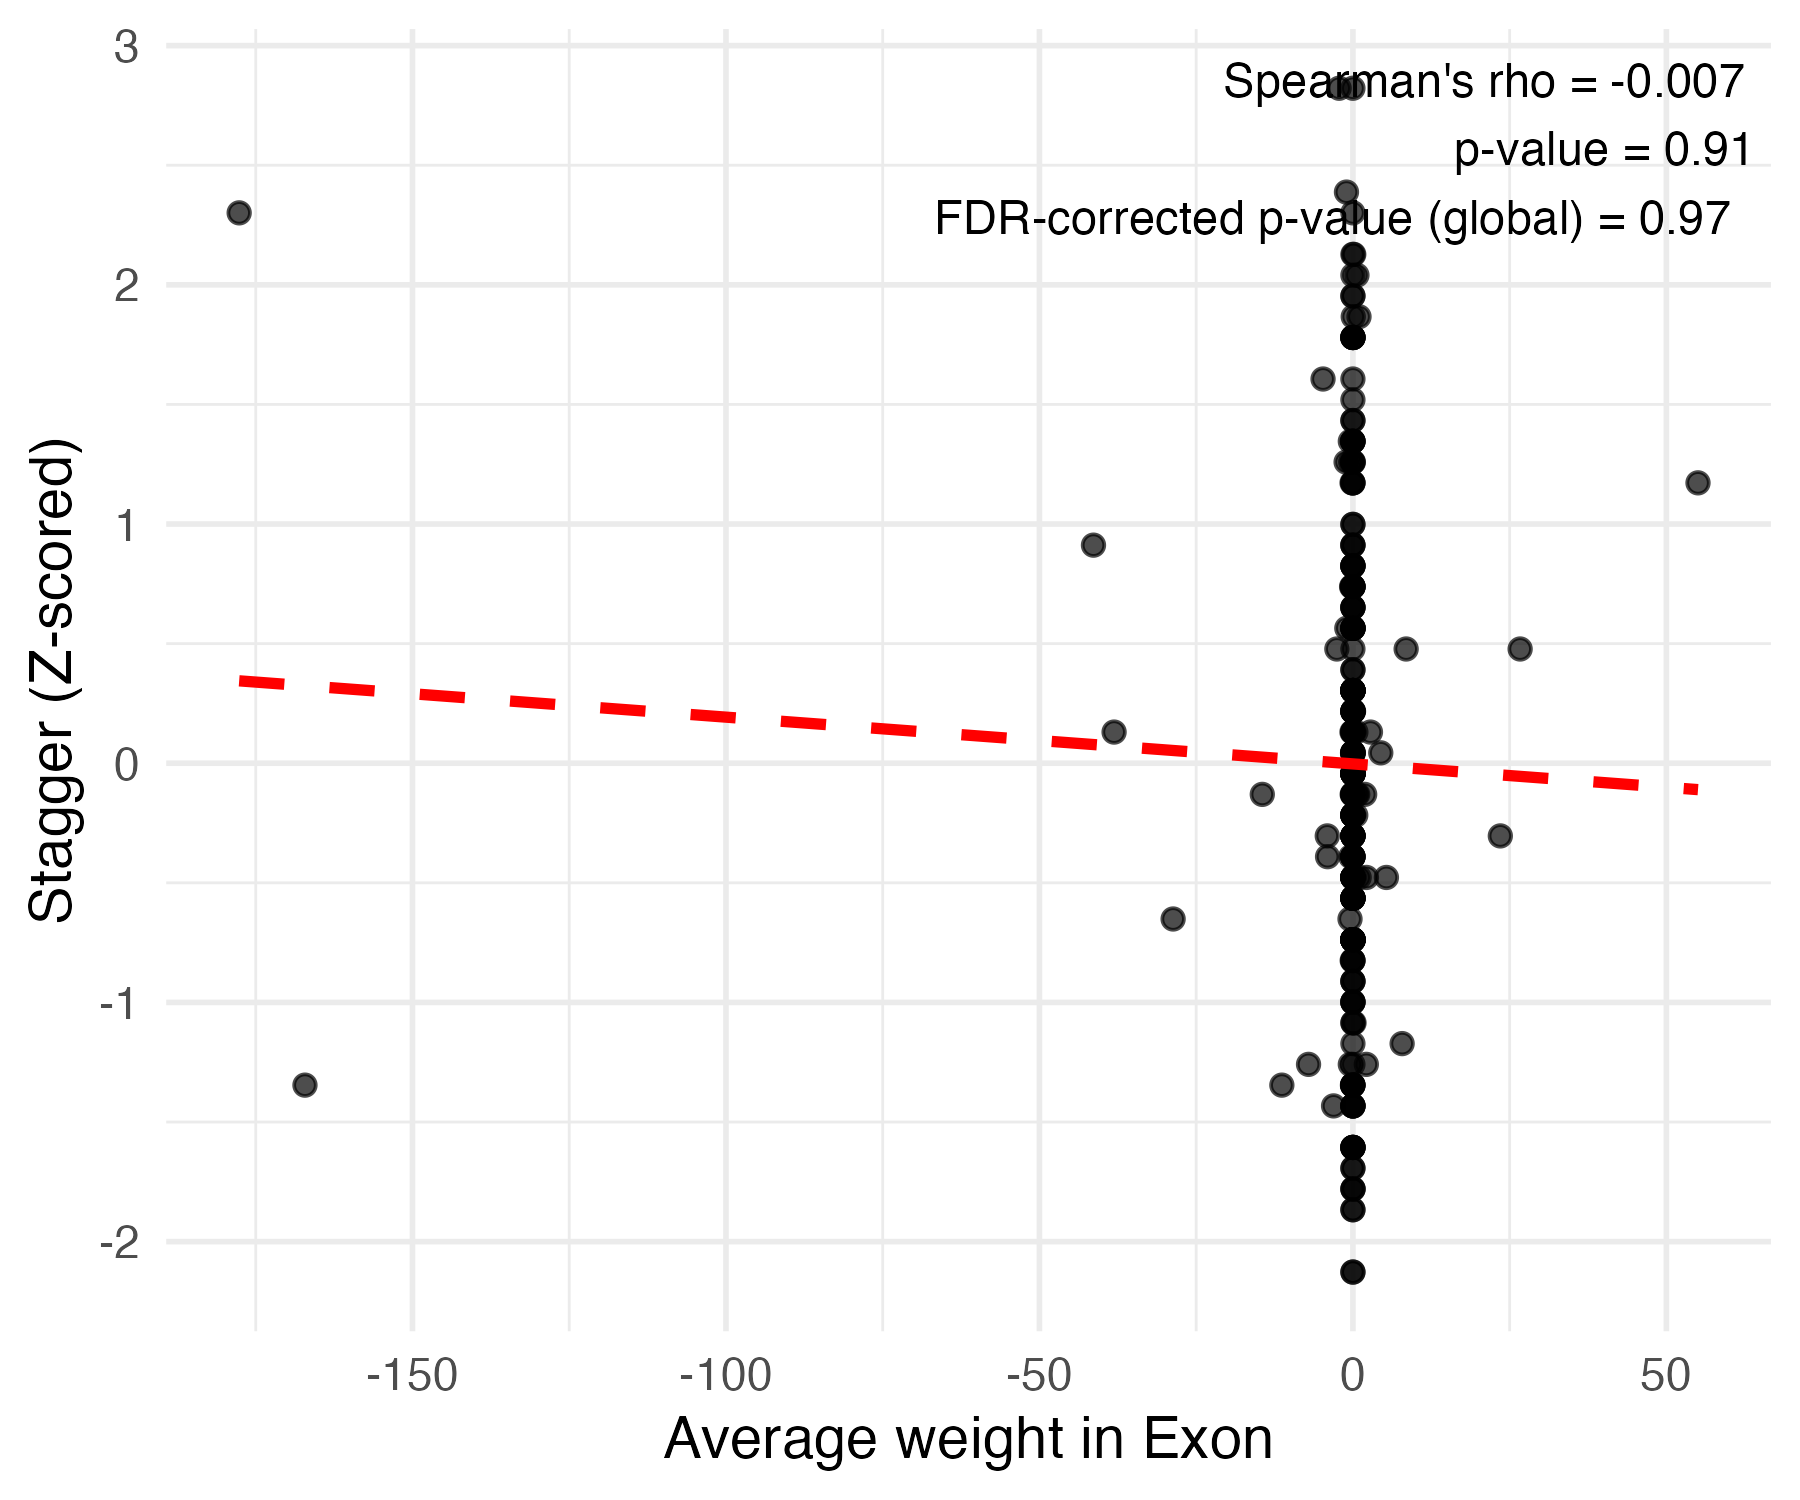 Spearman's rho = -0.007
p-value = 0.91
FDR-corrected p-value (global) = 0.97
3
2
1
0
-1
-2
Stagger (Z-scored)
-150 -100 -50 0 50
Average weight in Exon